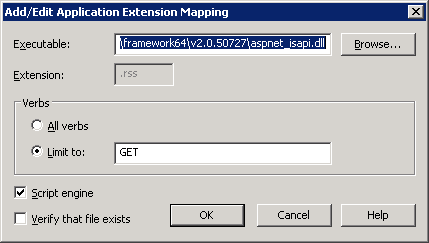 Add/Edit Application Extension Mapping
Executable: \framework64\v2.0.50727\aspnet_isapi.dll Browse...
Extension: .rss
Verbs
All verbs
Limit to: GET
Script engine
Verify that file exists
OK Cancel Help